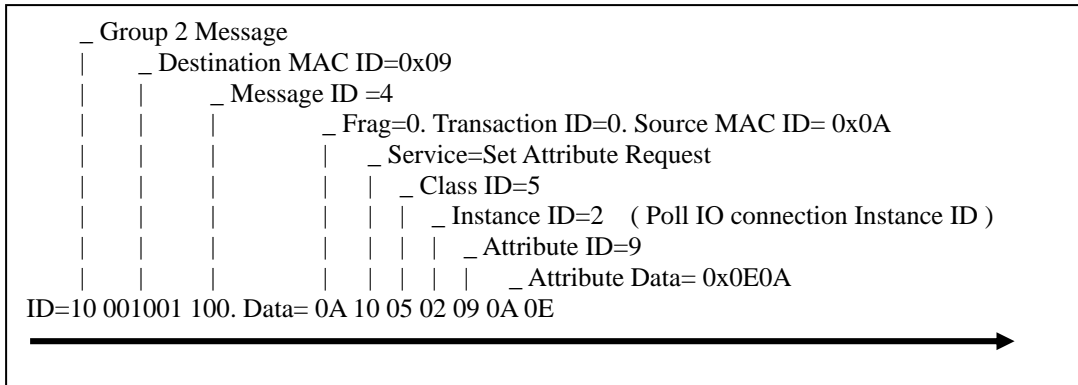 _ Group 2 Message
| _ Destination MAC ID=0x09
| | _ Message ID =4
| | | _ Frag=0. Transaction ID=0. Source MAC ID= 0x0A
| | | | _ Service=Set Attribute Request
| | | | | _ Class ID=5
| | | | | | _ Instance ID=2 ( Poll IO connection Instance ID )
| | | | | | | _ Attribute ID=9
| | | | | | | | _ Attribute Data= 0x0E0A
ID=10 001001 100. Data= 0A 10 05 02 09 0A 0E